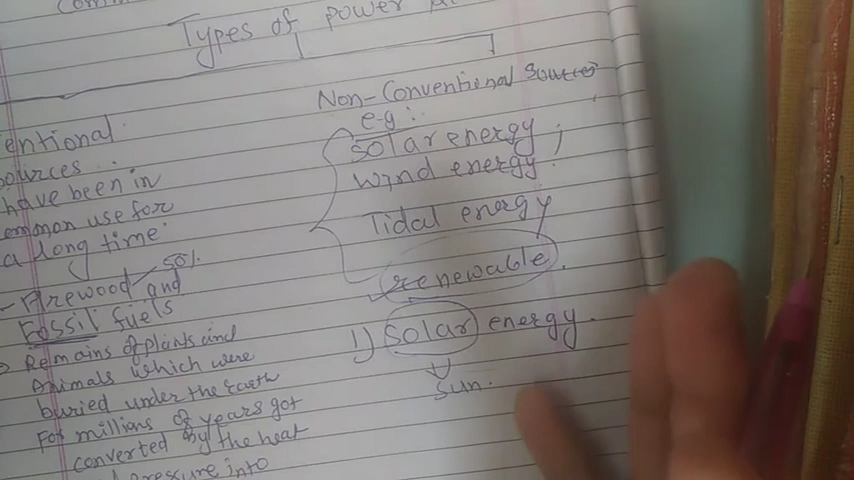 Types of power
entional
ources :
have been in
ommon use for
a long time
Firewood 50%
and
Fossil fuels
Remains of plants and
Animals which were
buried under the Earth
For millions of years got
converted by the heat
pressure into
Non-Conventional Sources
e.g :
Solar energy ;
Wind energy.
Tidal energy
renewable.
1) Solar energy.
Sun.